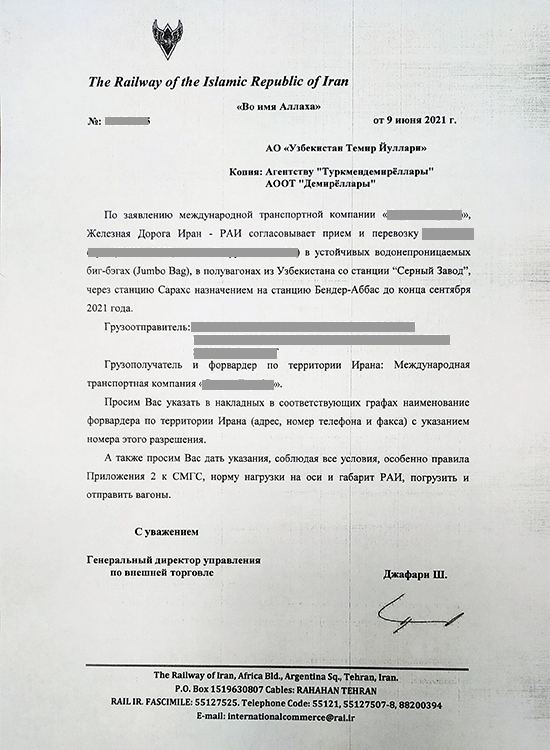 The Railway of the Islamic Republic of Iran
«Во имя Аллаха»
№: от 9 июня 2021 г.
АО «Узбекистан Темир Йуллари»
Копия: Агентству "Туркмендемирёллары"
АООТ "Демирёллары"
По заявлению международной транспортной компании « »,
Железная Дорога Иран - РАИ согласовывает прием и перевозку
( ) в устойчивых водонепроницаемых
биг-бэгах (Jumbo Bag), в полувагонах из Узбекистана со станции “Серный Завод”,
через станцию Сарахс назначением на станцию Бендер-Аббас до конца сентября
2021 года.
Грузоотправитель:
Грузополучатель и форвардер по территории Ирана: Международная
транспортная компания « ».
Просим Вас указать в накладных в соответствующих графах наименование
форвардера по территории Ирана (адрес, номер телефона и факса) с указанием
номера этого разрешения.
А также просим Вас дать указания, соблюдая все условия, особенно правила
Приложения 2 к СМГС, норму нагрузки на оси и габарит РАИ, погрузить и
отправить вагоны.
С уважением
Генеральный директор управления
по внешней торговле Джафари Ш.
The Railway of Iran, Africa Bld., Argentina Sq., Tehran, Iran.
P.O. Box 1519630807 Cables: RAHAHAN TEHRAN
RAIL IR. FASCIMILE: 55127525. Telephone Code: 55121, 55127507-8, 88200394
E-mail: internationalcommerce@rai.ir